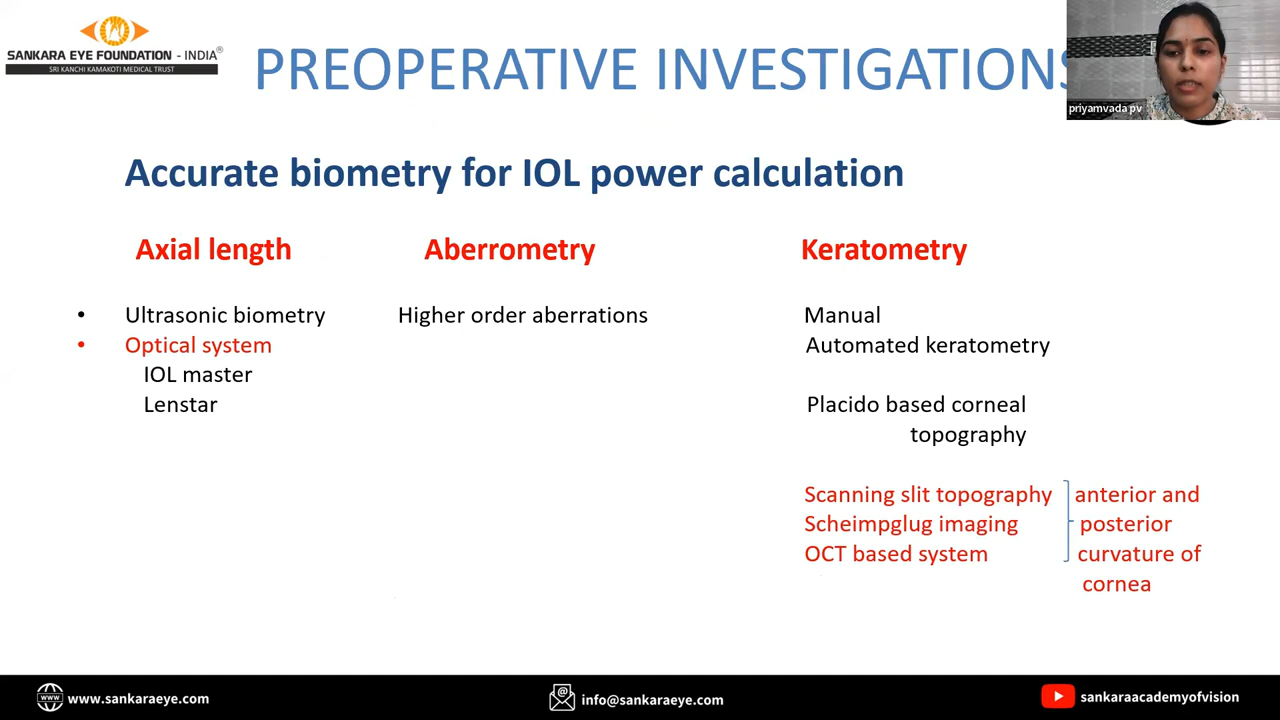 SANKARA EYE FOUNDATION - INDIA®
SRI KANCHI KAMAKOTI MEDICAL TRUST
PREOPERATIVE INVESTIGATIONS
priyamvada pv
Accurate biometry for IOL power calculation
Axial length
• Ultrasonic biometry
• Optical system
IOL master
Lenstar
Aberrometry
Higher order aberrations
Keratometry
Manual
Automated keratometry
Placido based corneal
topography
Scanning slit topography
Scheimpglug imaging
OCT based system
anterior and
posterior
curvature of
cornea
www.sankaraeye.com
info@sankaraeye.com
sankaraacademyofvision